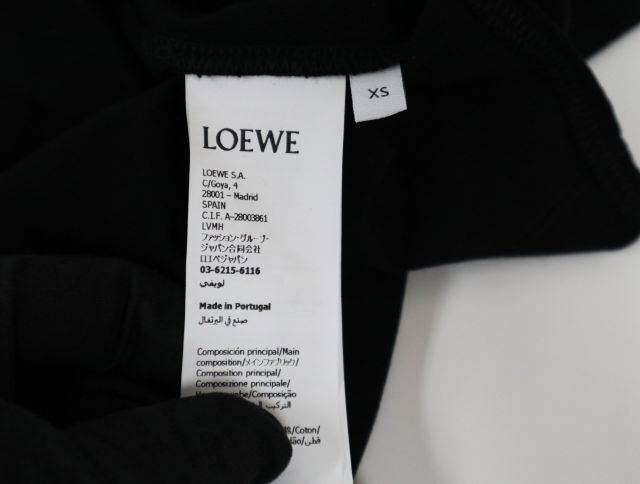 XS
LOEWE
LOEWE S.A.
C/Goya, 4
28001 – Madrid
SPAIN
C.I.F. A-28003861
LVMH
ファッション・グループ・
ジャパン合同会社
ロエベジャパン
03-6215-6116
لويفي
Made in Portugal
صنع في البرتغال
Composición principal/Main
composition/メインファブリック/
Composition principal/
Composizione principale/
/Composição
التركيب
/Coton/
قطن/